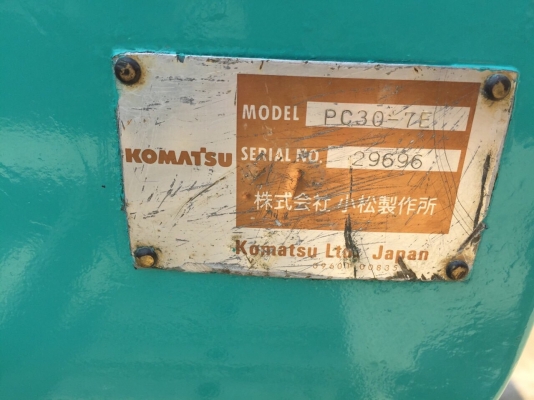 MODEL PC30-7E
KOMATSU SERIAL NO. 29696
株式会社 小松製作所
Komatsu Ltd. Japan